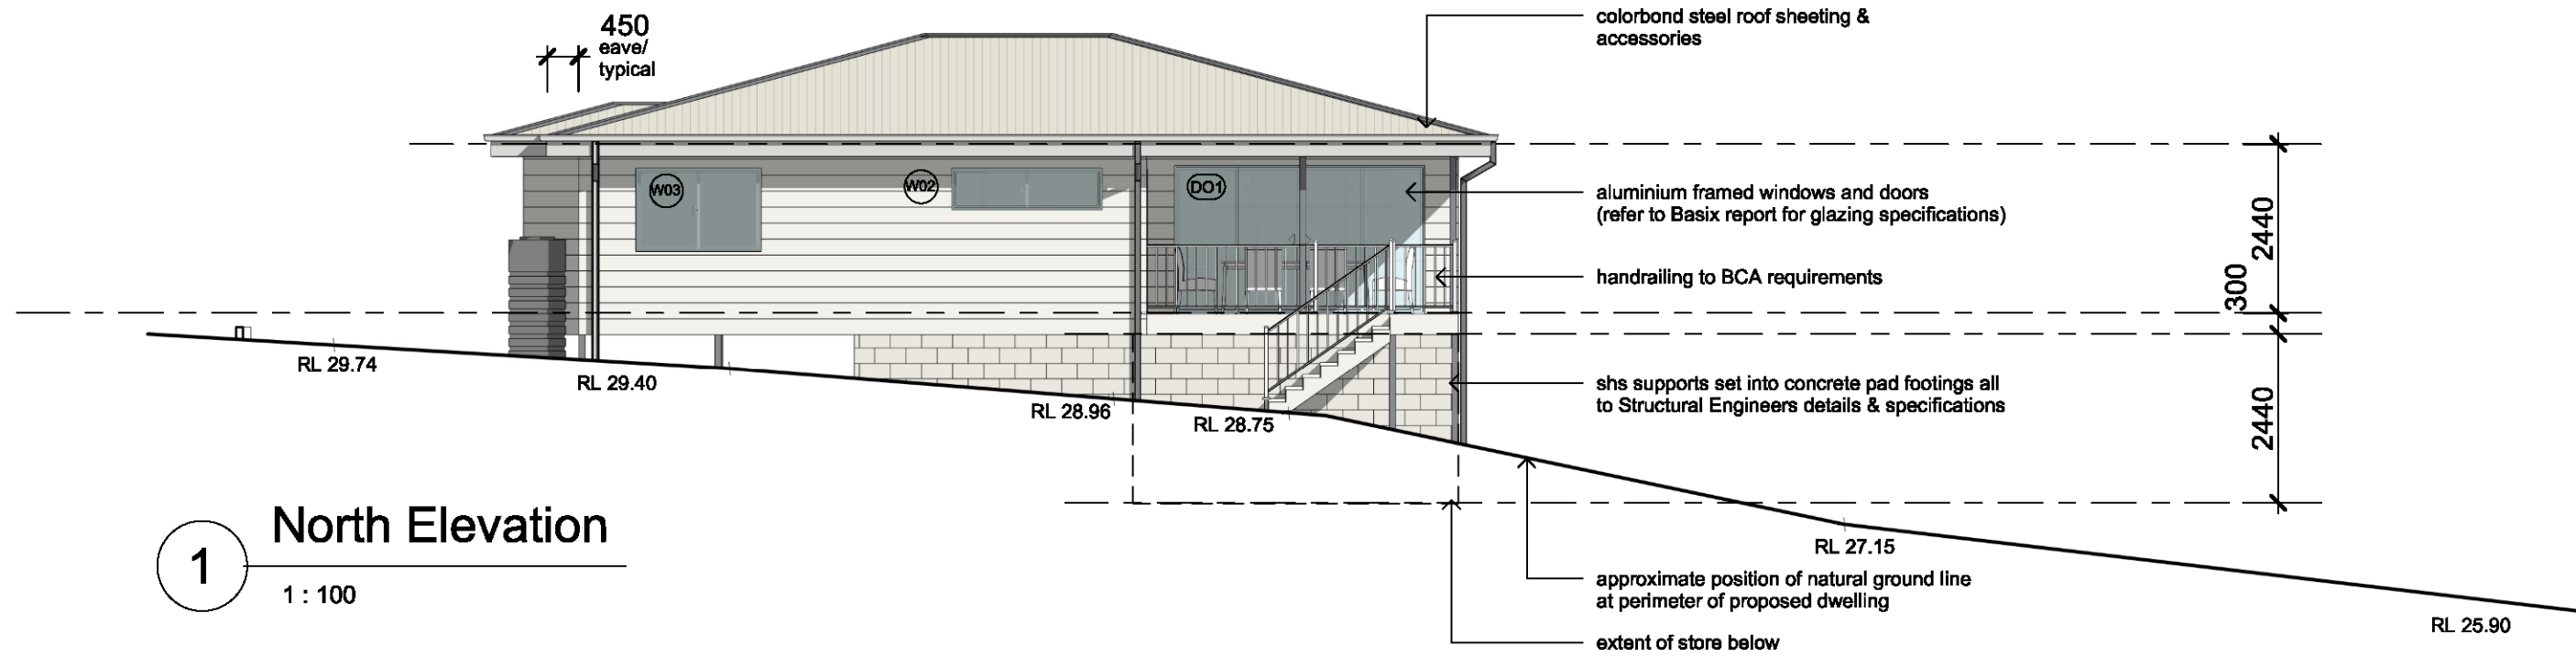 450
eave/
typical
colorbond steel roof sheeting &
accessories
W03
W02
DO1
aluminium framed windows and doors
(refer to Basix report for glazing specifications)
2440
handrailing to BCA requirements
300
RL 29.74
RL 29.40
RL 28.96
RL 28.75
shs supports set into concrete pad footings all
to Structural Engineers details & specifications
2440
1
North Elevation
1 : 100
RL 27.15
approximate position of natural ground line
at perimeter of proposed dwelling
RL 25.90
extent of store below